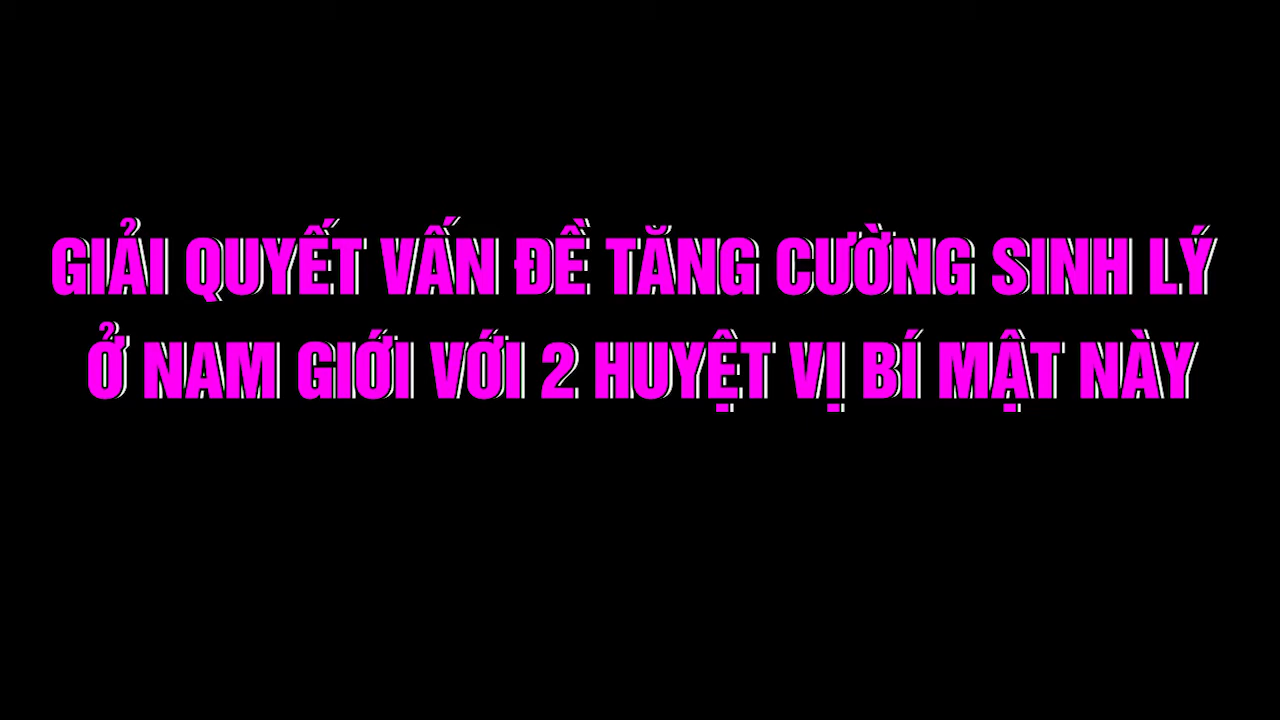 GIẢI QUYẾT VẤN ĐỀ TĂNG CƯỜNG SINH LÝ
Ở NAM GIỚI VỚI 2 HUYỆT VỊ BÍ MẬT NÀY